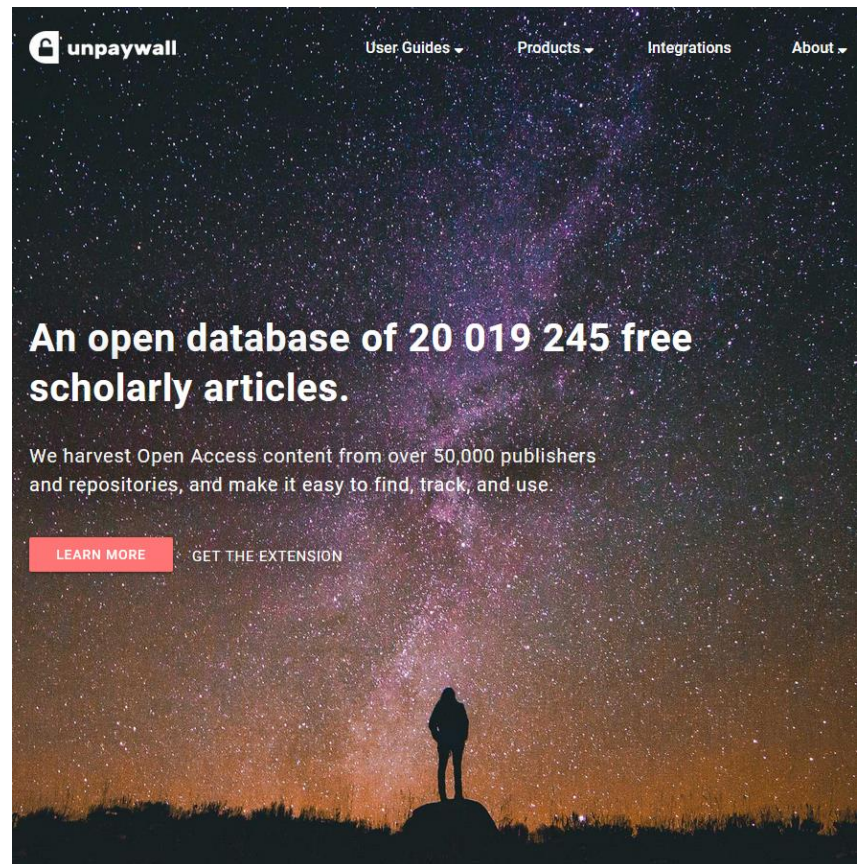 unpaywall
User Guides
Products
Integrations
About
An open database of 20 019 245 free
scholarly articles.
We harvest Open Access content from over 50,000 publishers
and repositories, and make it easy to find, track, and use.
LEARN MORE
GET THE EXTENSION